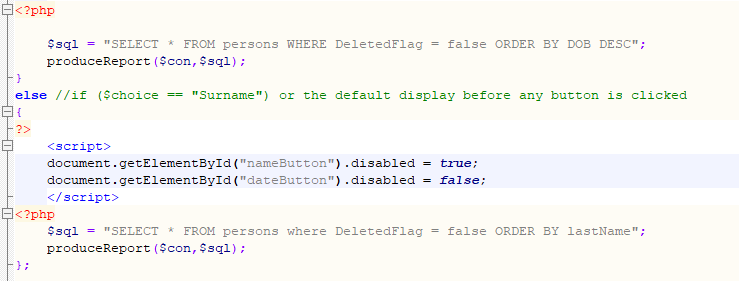 <?php
$sql = "SELECT * FROM persons WHERE DeletedFlag = false ORDER BY DOB DESC";
produceReport($con,$sql);
}
else //if ($choice == "Surname") or the default display before any button is clicked
{
?>
<script>
document.getElementById("nameButton").disabled = true;
document.getElementById("dateButton").disabled = false;
</script>
<?php
$sql = "SELECT * FROM persons where DeletedFlag = false ORDER BY lastName";
produceReport($con,$sql);
};